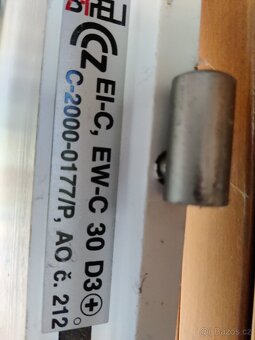 CZ EI-C, EW-C 30 D3
C-2000-0177/P, AO č. 212
Bazos.cz